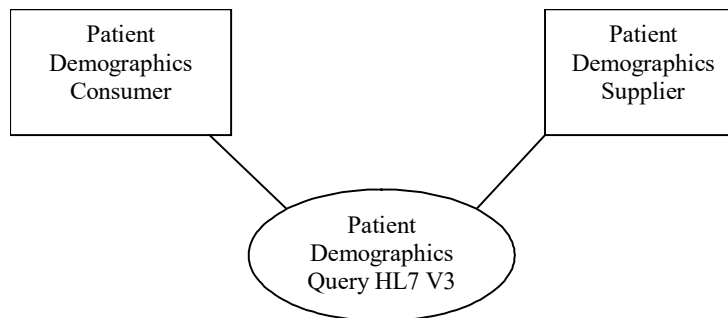 Patient
Demographics
Consumer
Patient
Demographics
Supplier
Patient
Demographics
Query HL7 V3